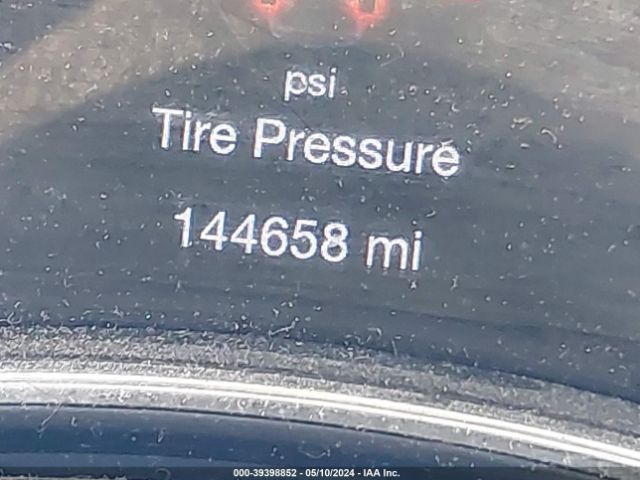 psi
Tire Pressure
144658 mi
000-39398852 - 05/10/2024 - IAA Inc.